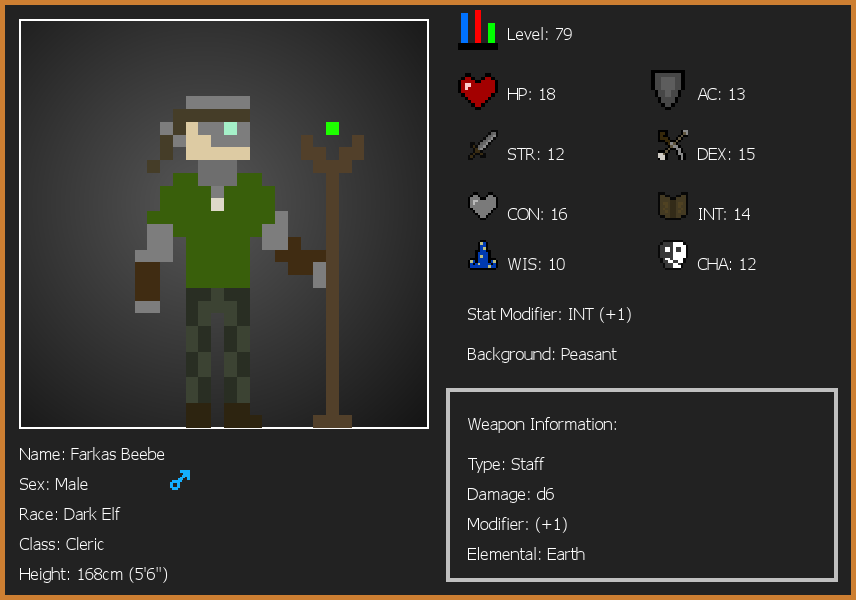 Level: 79
HP: 18
AC: 13
STR: 12
DEX: 15
CON: 16
INT: 14
WIS: 10
CHA: 12
Stat Modifier: INT (+1)
Background: Peasant
Weapon Information:
Type: Staff
Damage: d6
Modifier: (+1)
Elemental: Earth
Name: Farkas Beebe
Sex: Male
Race: Dark Elf
Class: Cleric
Height: 168cm (5'6")